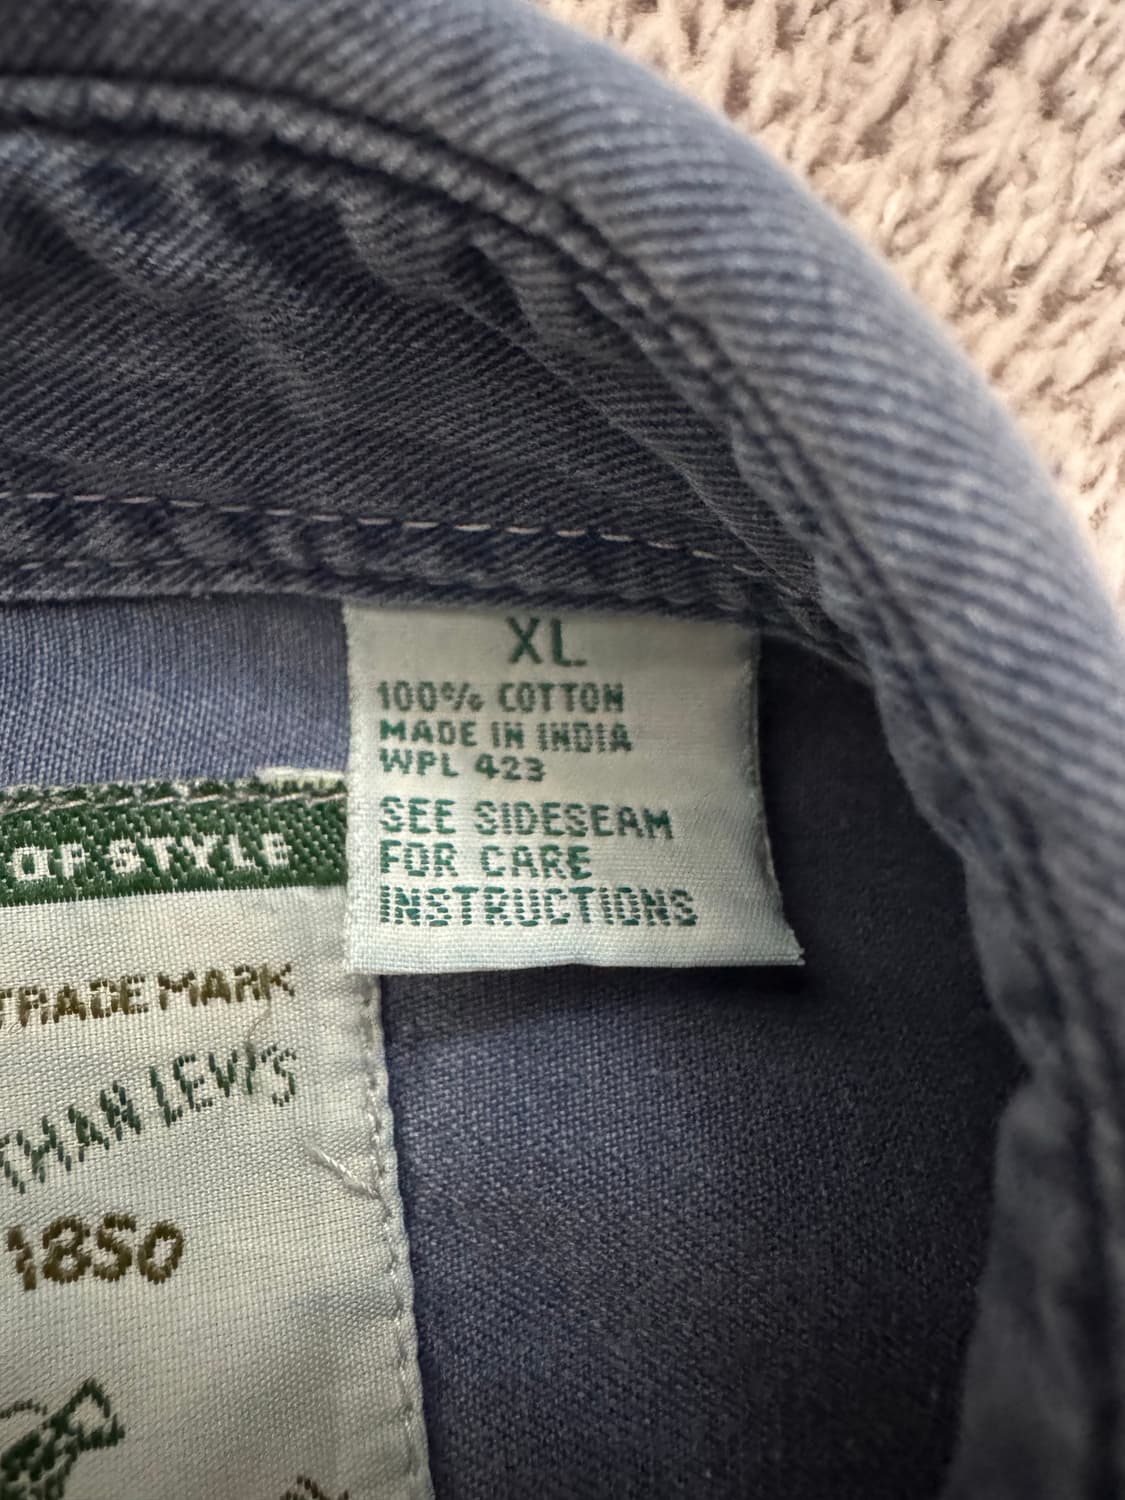 XL
100% COTTON
MADE IN INDIA
WPL 423
SEE SIDESEAM
FOR CARE
INSTRUCTIONS
OF STYLE
TRADE MARK
THAN LEWIS
1850